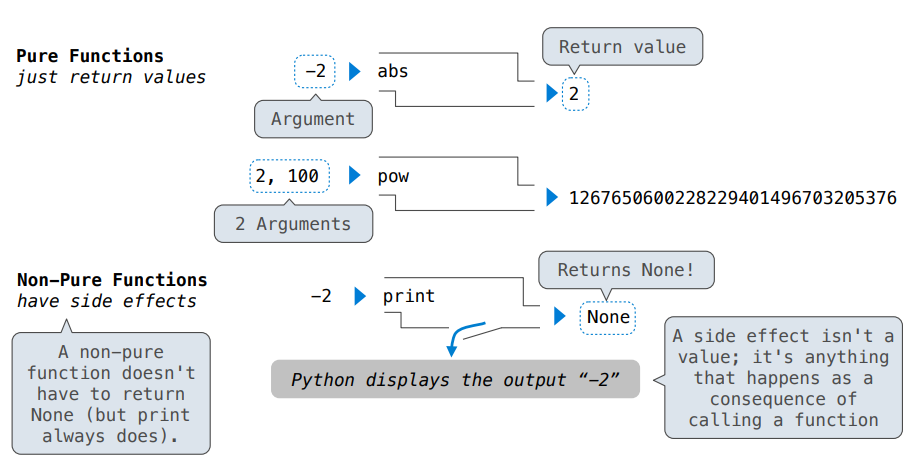 Pure Functions
just return values
-2
abs
Return value
2
Argument
2, 100
pow
1267650600228229401496703205376
2 Arguments
Non-Pure Functions
have side effects
-2
print
Returns None!
None
Python displays the output “-2”
A non-pure
function doesn't
have to return
None (but print
always does).
A side effect isn't a
value; it's anything
that happens as a
consequence of
calling a function